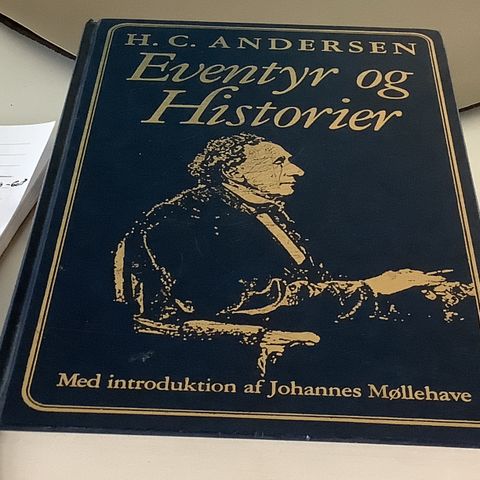 H. C. ANDERSEN
Eventyr og
Historier
Med introduktion af Johannes Møllehave